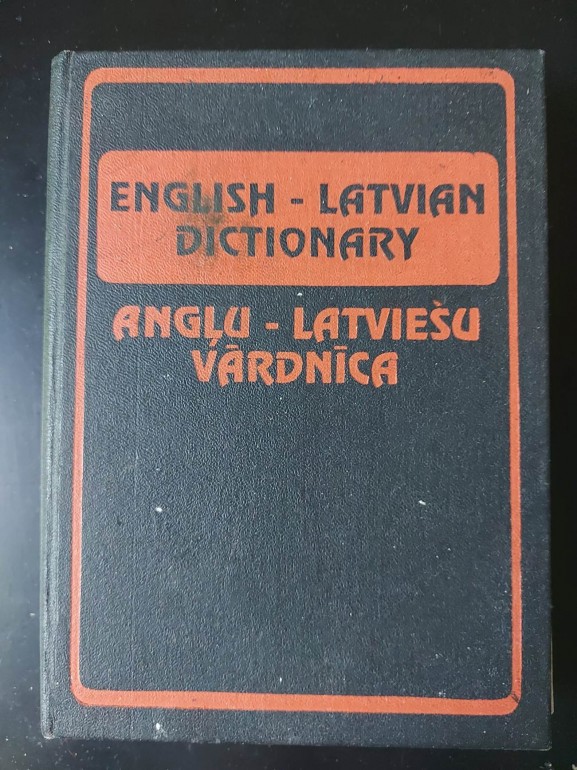 ENGLISH - LATVIAN
DICTIONARY
ANGĻU - LATVIEŠU
VĀRDNĪCA